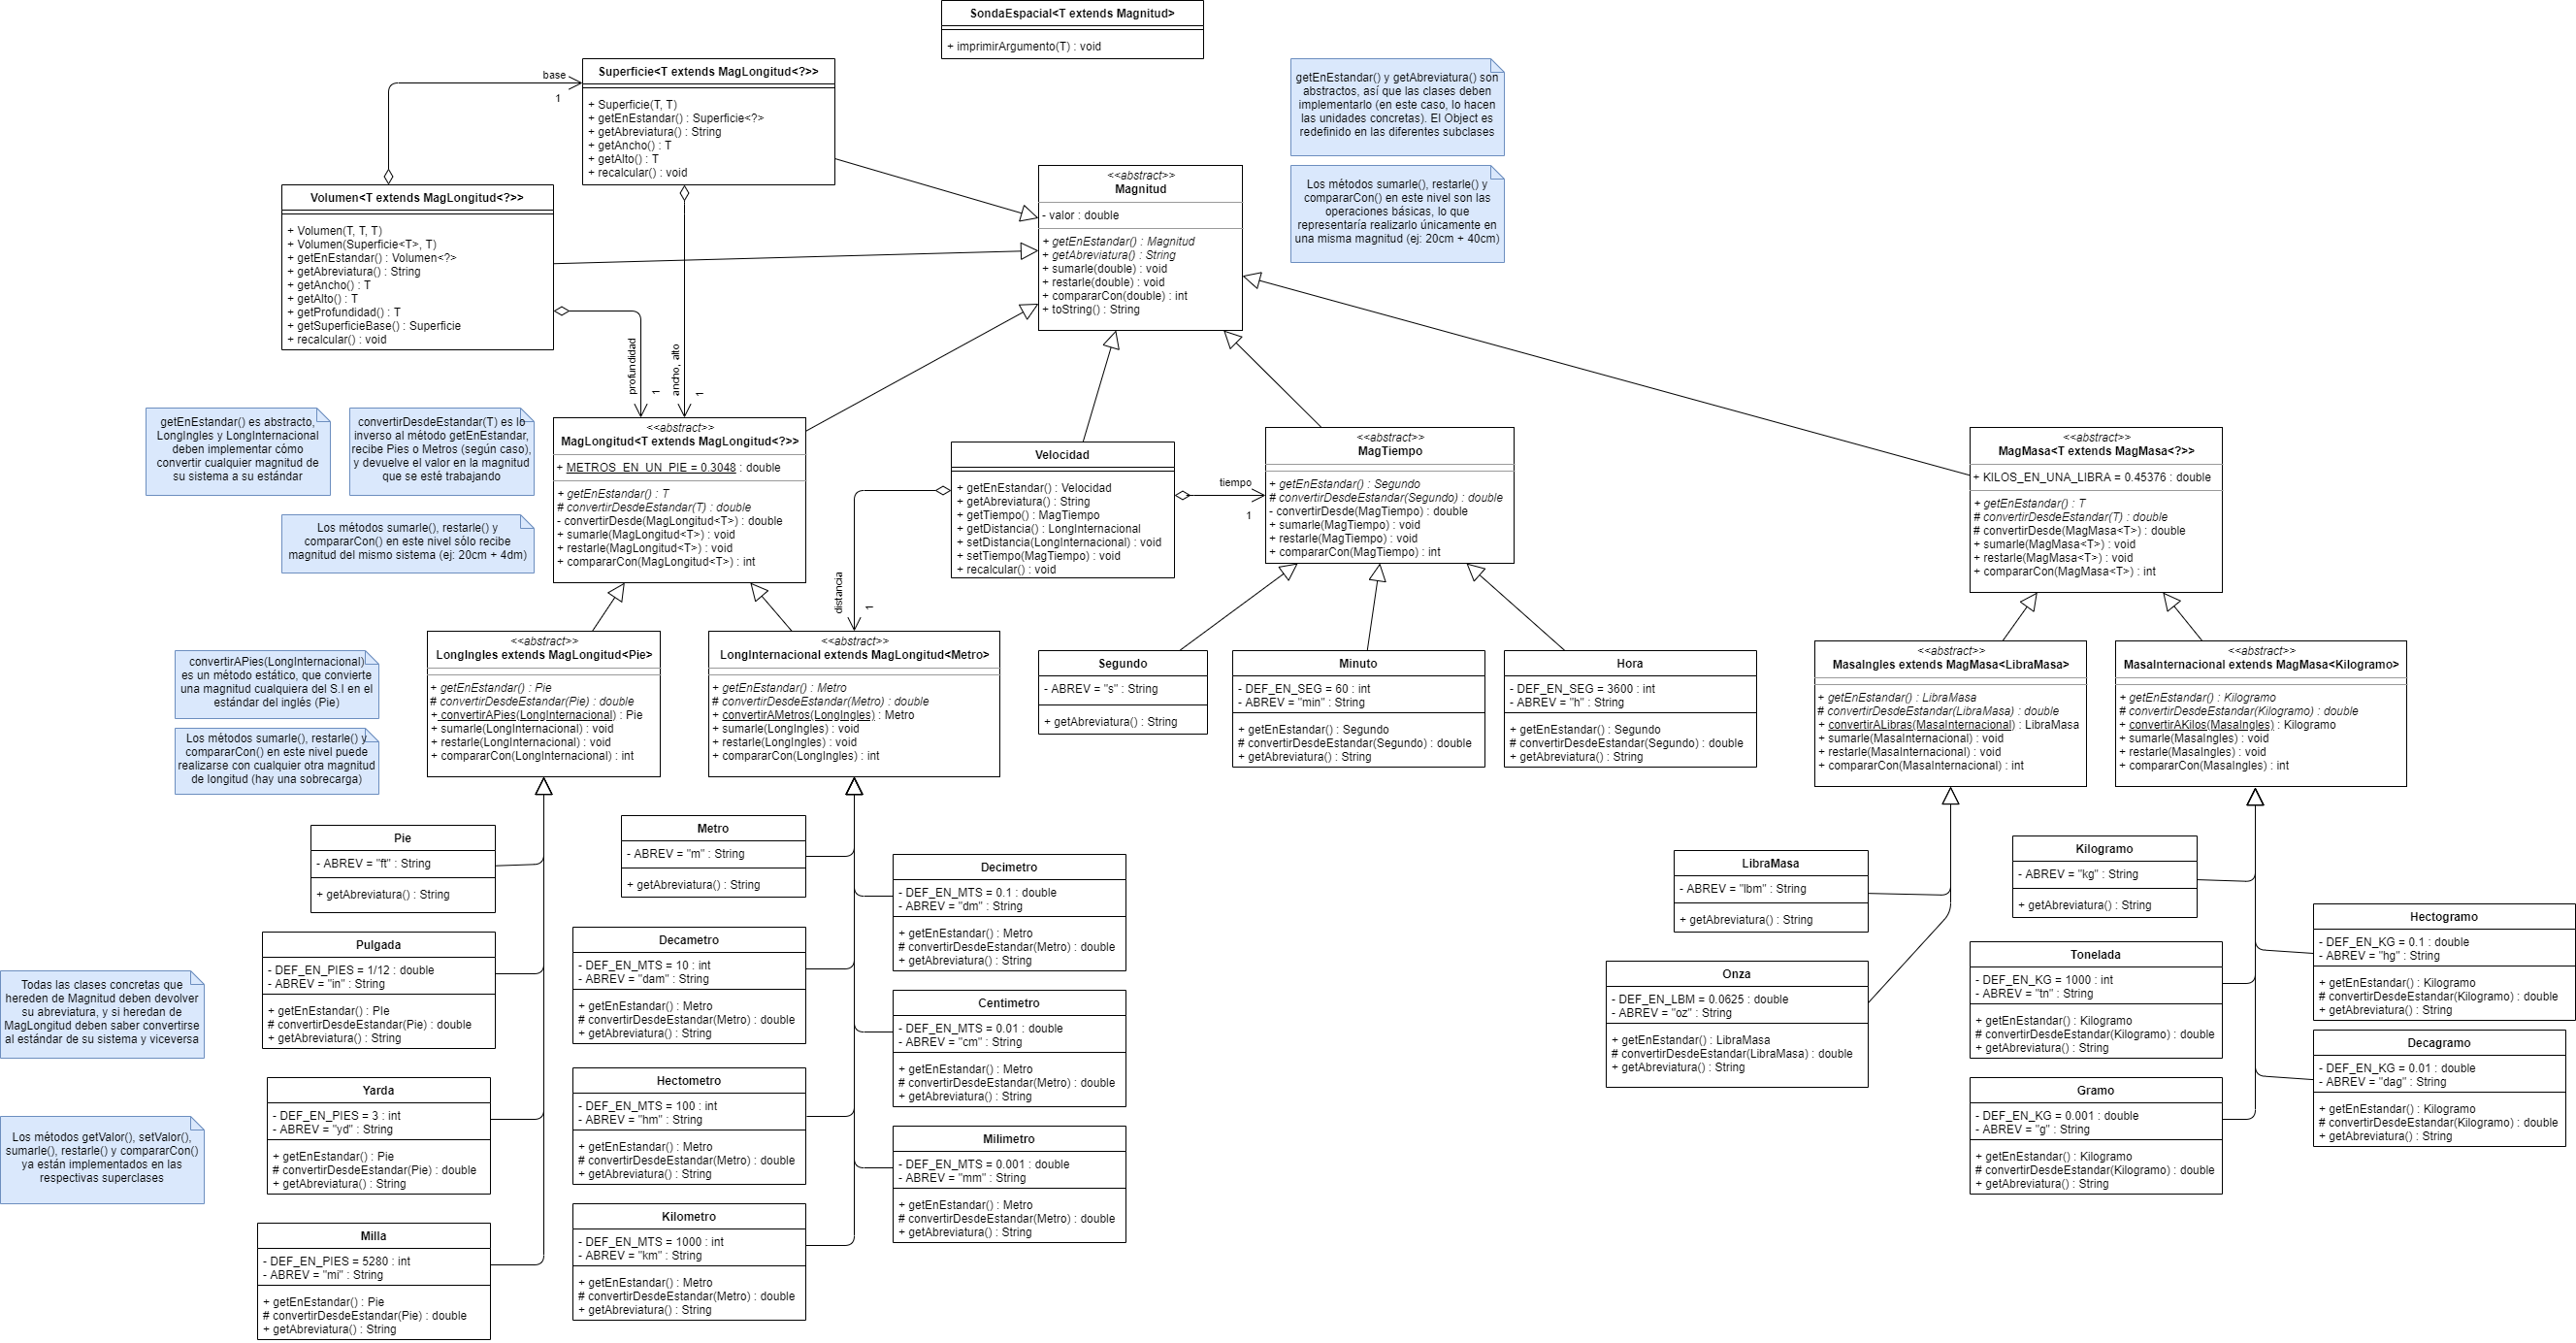 SondaEspacial<T extends Magnitud>
+ imprimirArgumento(T) : void
Superficie<T extends MagLongitud<?>>
+ Superficie(T, T)
+ getEnEstandar() : Superficie<?>
+ getAbreviatura() : String
+ getAncho() : T
+ getAlto() : T
+ recalcular() : void
base
1
getEnEstandar() y getAbreviatura() son
abstractos, así que las clases deben
implementarlo (en este caso, lo hacen
las unidades concretas). El Object es
redefinido en las diferentes subclases
Los métodos sumarle(), restarle() y
compararCon() en este nivel son las
operaciones básicas, lo que
representaría realizarlo únicamente en
una misma magnitud (ej: 20cm + 40cm)
Volumen<T extends MagLongitud<?>>
+ Volumen(T, T, T)
+ Volumen(Superficie<T>, T)
+ getEnEstandar() : Volumen<?>
+ getAbreviatura() : String
+ getAncho() : T
+ getAlto() : T
+ getProfundidad() : T
+ getSuperficieBase() : Superficie
+ recalcular() : void
<<abstract>>
Magnitud
- valor : double
+ getEnEstandar() : Magnitud
+ getAbreviatura() : String
+ sumarle(double) : void
+ restarle(double) : void
+ compararCon(double) : int
+ toString() : String
profundidad
1
ancho, alto
1
getEnEstandar() es abstracto,
LongIngles y LongInternacional
deben implementar cómo
convertir cualquier magnitud de
su sistema a su estándar
convertirDesdeEstandar(T) es lo
inverso al método getEnEstandar,
recibe Pies o Metros (según caso),
y devuelve el valor en la magnitud
que se esté trabajando
Los métodos sumarle(), restarle() y
compararCon() en este nivel sólo recibe
magnitud del mismo sistema (ej: 20cm + 4dm)
<<abstract>>
MagLongitud<T extends MagLongitud<?>>
+ METROS_EN_UN_PIE = 0.3048 : double
+ getEnEstandar() : T
# convertirDesdeEstandar(T) : double
- convertirDesde(MagLongitud<T>) : double
+ sumarle(MagLongitud<T>) : void
+ restarle(MagLongitud<T>) : void
+ compararCon(MagLongitud<T>) : int
Velocidad
+ getEnEstandar() : Velocidad
+ getAbreviatura() : String
+ getTiempo() : MagTiempo
+ getDistancia() : LongInternacional
+ setDistancia(LongInternacional) : void
+ setTiempo(MagTiempo) : void
+ recalcular() : void
distancia
1
tiempo
1
<<abstract>>
MagTiempo
+ getEnEstandar() : Segundo
# convertirDesdeEstandar(Segundo) : double
- convertirDesde(MagTiempo) : double
+ sumarle(MagTiempo) : void
+ restarle(MagTiempo) : void
+ compararCon(MagTiempo) : int
<<abstract>>
MagMasa<T extends MagMasa<?>>
+ KILOS_EN_UNA_LIBRA = 0.45376 : double
+ getEnEstandar() : T
# convertirDesdeEstandar(T) : double
# convertirDesde(MagMasa<T>) : double
+ sumarle(MagMasa<T>) : void
+ restarle(MagMasa<T>) : void
+ compararCon(MagMasa<T>) : int
convertirAPies(LongInternacional)
es un método estático, que convierte
una magnitud cualquiera del S.I en el
estándar del inglés (Pie)
Los métodos sumarle(), restarle() y
compararCon() en este nivel puede
realizarse con cualquier otra magnitud
de longitud (hay una sobrecarga)
<<abstract>>
LongIngles extends MagLongitud<Pie>
+ getEnEstandar() : Pie
# convertirDesdeEstandar(Pie) : double
+ convertirAPies(LongInternacional) : Pie
+ sumarle(LongInternacional) : void
+ restarle(LongInternacional) : void
+ compararCon(LongInternacional) : int
<<abstract>>
LongInternacional extends MagLongitud<Metro>
+ getEnEstandar() : Metro
# convertirDesdeEstandar(Metro) : double
+ convertirAMetros(LongIngles) : Metro
+ sumarle(LongIngles) : void
+ restarle(LongIngles) : void
+ compararCon(LongIngles) : int
Segundo
- ABREV = "s" : String
+ getAbreviatura() : String
Minuto
- DEF_EN_SEG = 60 : int
- ABREV = "min" : String
+ getEnEstandar() : Segundo
# convertirDesdeEstandar(Segundo) : double
+ getAbreviatura() : String
Hora
- DEF_EN_SEG = 3600 : int
- ABREV = "h" : String
+ getEnEstandar() : Segundo
# convertirDesdeEstandar(Segundo) : double
+ getAbreviatura() : String
<<abstract>>
MasaIngles extends MagMasa<LibraMasa>
+ getEnEstandar() : LibraMasa
# convertirDesdeEstandar(LibraMasa) : double
+ convertirALibras(MasaInternacional) : LibraMasa
+ sumarle(MasaInternacional) : void
+ restarle(MasaInternacional) : void
+ compararCon(MasaInternacional) : int
<<abstract>>
MasaInternacional extends MagMasa<Kilogramo>
+ getEnEstandar() : Kilogramo
# convertirDesdeEstandar(Kilogramo) : double
+ convertirAKilos(MasaIngles) : Kilogramo
+ sumarle(MasaIngles) : void
+ restarle(MasaIngles) : void
+ compararCon(MasaIngles) : int
Pie
- ABREV = "ft" : String
+ getAbreviatura() : String
Pulgada
- DEF_EN_PIES = 1/12 : double
- ABREV = "in" : String
+ getEnEstandar() : PIe
# convertirDesdeEstandar(Pie) : double
+ getAbreviatura() : String
Yarda
- DEF_EN_PIES = 3 : int
- ABREV = "yd" : String
+ getEnEstandar() : Pie
# convertirDesdeEstandar(Pie) : double
+ getAbreviatura() : String
Milla
- DEF_EN_PIES = 5280 : int
- ABREV = "mi" : String
+ getEnEstandar() : Pie
# convertirDesdeEstandar(Pie) : double
+ getAbreviatura() : String
Todas las clases concretas que
hereden de Magnitud deben devolver
su abreviatura, y si heredan de
MagLongitud deben saber convertirse
al estándar de su sistema y viceversa
Los métodos getValor(), setValor(),
sumarle(), restarle() y compararCon()
ya están implementados en las
respectivas superclases
Metro
- ABREV = "m" : String
+ getAbreviatura() : String
Decametro
- DEF_EN_MTS = 10 : int
- ABREV = "dam" : String
+ getEnEstandar() : Metro
# convertirDesdeEstandar(Metro) : double
+ getAbreviatura() : String
Hectometro
- DEF_EN_MTS = 100 : int
- ABREV = "hm" : String
+ getEnEstandar() : Metro
# convertirDesdeEstandar(Metro) : double
+ getAbreviatura() : String
Kilometro
- DEF_EN_MTS = 1000 : int
- ABREV = "km" : String
+ getEnEstandar() : Metro
# convertirDesdeEstandar(Metro) : double
+ getAbreviatura() : String
Decimetro
- DEF_EN_MTS = 0.1 : double
- ABREV = "dm" : String
+ getEnEstandar() : Metro
# convertirDesdeEstandar(Metro) : double
+ getAbreviatura() : String
Centimetro
- DEF_EN_MTS = 0.01 : double
- ABREV = "cm" : String
+ getEnEstandar() : Metro
# convertirDesdeEstandar(Metro) : double
+ getAbreviatura() : String
Milimetro
- DEF_EN_MTS = 0.001 : double
- ABREV = "mm" : String
+ getEnEstandar() : Metro
# convertirDesdeEstandar(Metro) : double
+ getAbreviatura() : String
LibraMasa
- ABREV = "lbm" : String
+ getAbreviatura() : String
Onza
- DEF_EN_LBM = 0.0625 : double
- ABREV = "oz" : String
+ getEnEstandar() : LibraMasa
# convertirDesdeEstandar(LibraMasa) : double
+ getAbreviatura() : String
Kilogramo
- ABREV = "kg" : String
+ getAbreviatura() : String
Tonelada
- DEF_EN_KG = 1000 : int
- ABREV = "tn" : String
+ getEnEstandar() : Kilogramo
# convertirDesdeEstandar(Kilogramo) : double
+ getAbreviatura() : String
Gramo
- DEF_EN_KG = 0.001 : double
- ABREV = "g" : String
+ getEnEstandar() : Kilogramo
# convertirDesdeEstandar(Kilogramo) : double
+ getAbreviatura() : String
Hectogramo
- DEF_EN_KG = 0.1 : double
- ABREV = "hg" : String
+ getEnEstandar() : Kilogramo
# convertirDesdeEstandar(Kilogramo) : double
+ getAbreviatura() : String
Decagramo
- DEF_EN_KG = 0.01 : double
- ABREV = "dag" : String
+ getEnEstandar() : Kilogramo
# convertirDesdeEstandar(Kilogramo) : double
+ getAbreviatura() : String